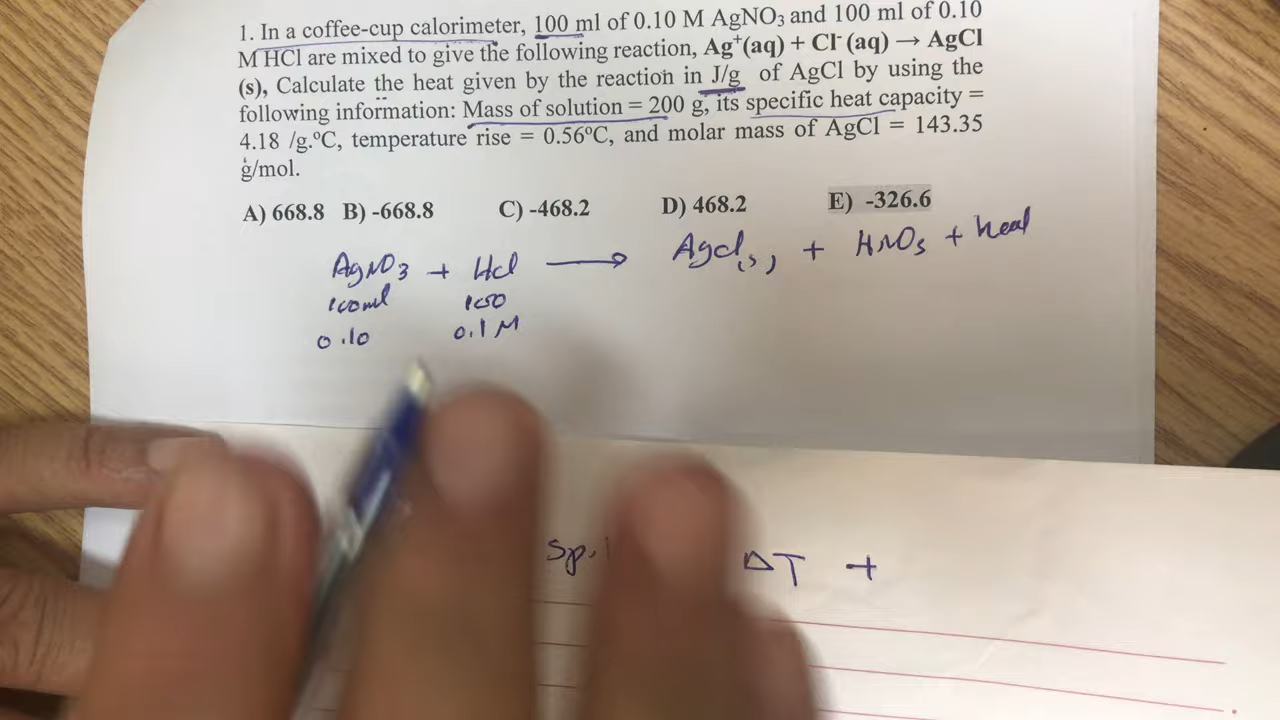 1. In a coffee-cup calorimeter, 100 ml of 0.10 M AgNO3 and 100 ml of 0.10
M HCl are mixed to give the following reaction, Ag⁺(aq) + Cl⁻ (aq) → AgCl
(s), Calculate the heat given by the reaction in J/g of AgCl by using the
following information: Mass of solution = 200 g, its specific heat capacity =
4.18 /g.ºC, temperature rise = 0.56ºC, and molar mass of AgCl = 143.35
g/mol.
A) 668.8 B) -668.8 C) -468.2 D) 468.2 E) -326.6
AgNO3 + Hcl → Agcl(s) + HNO3 + heat
100ml 100
0.10 0.1 M
Sp. ΔT +